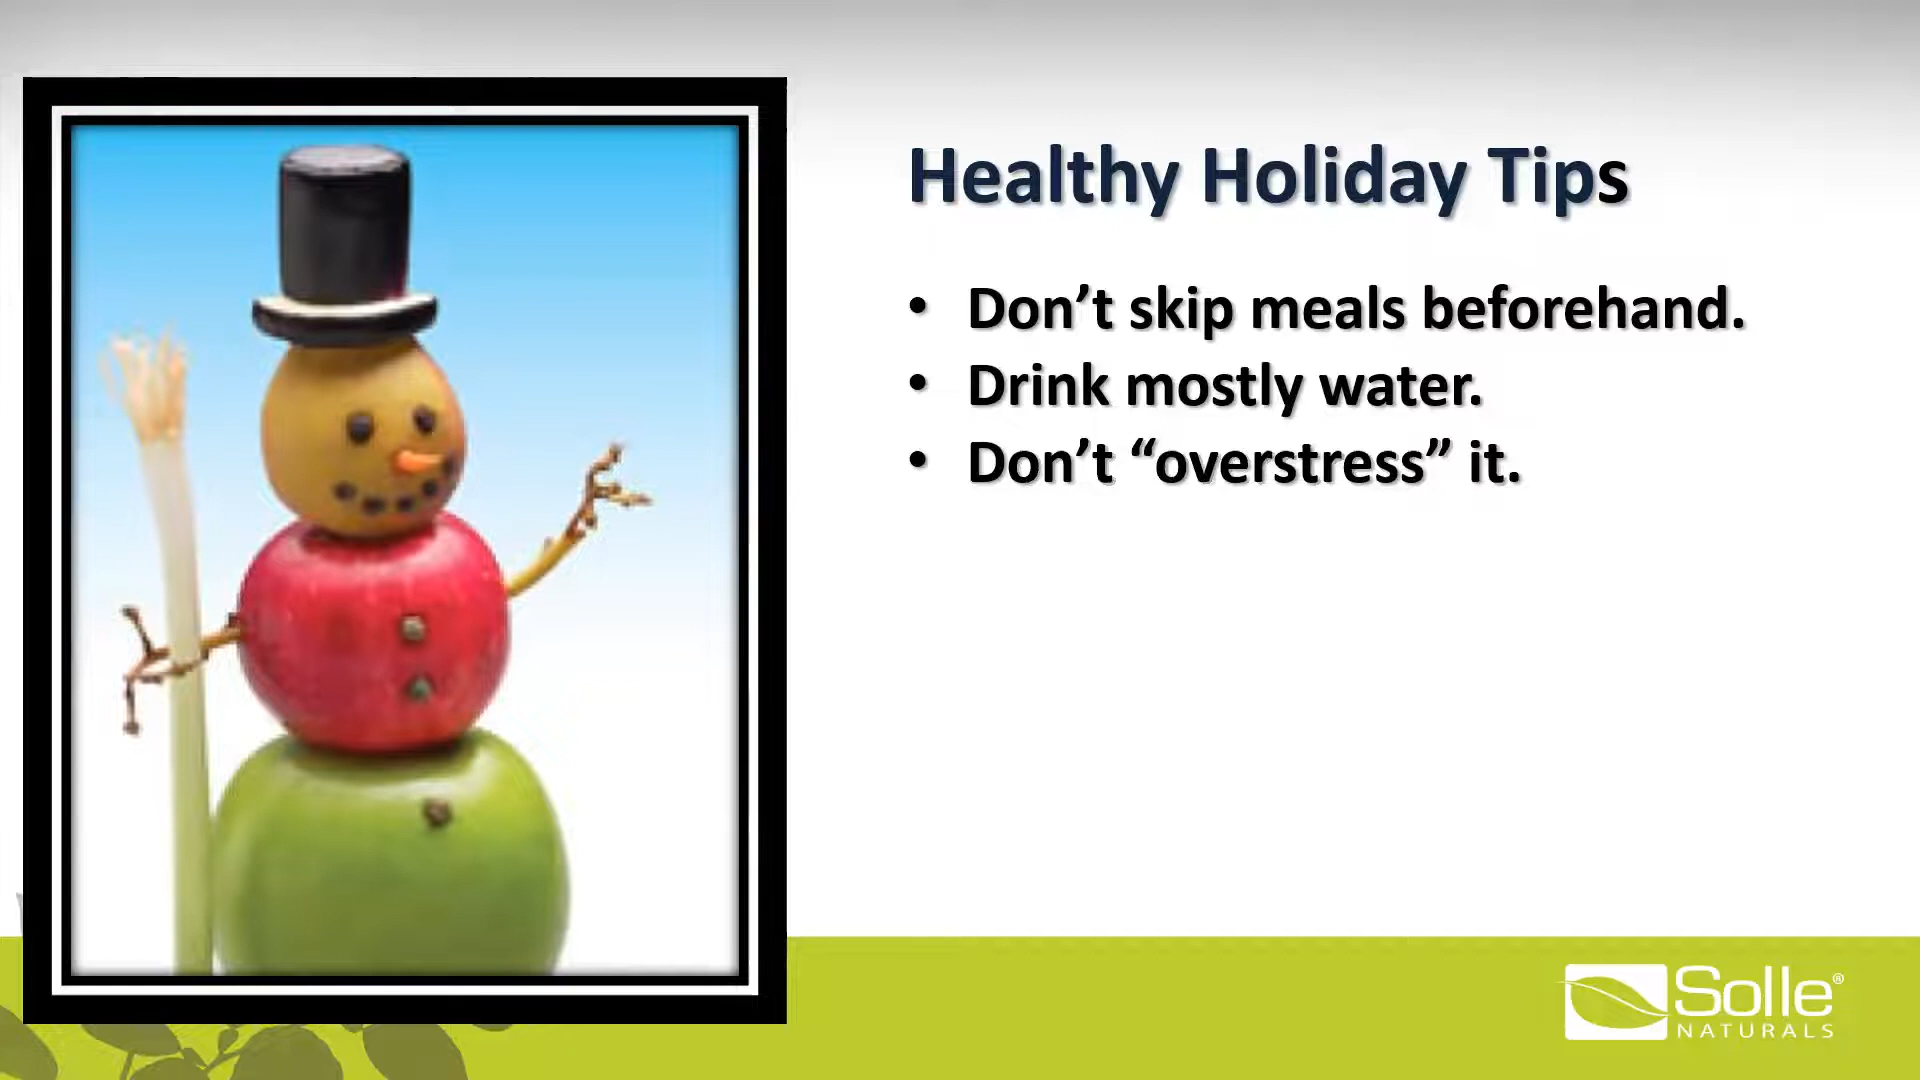 Healthy Holiday Tips
• Don’t skip meals beforehand.
• Drink mostly water.
• Don’t “overstress” it.
Solle®
NATURALS